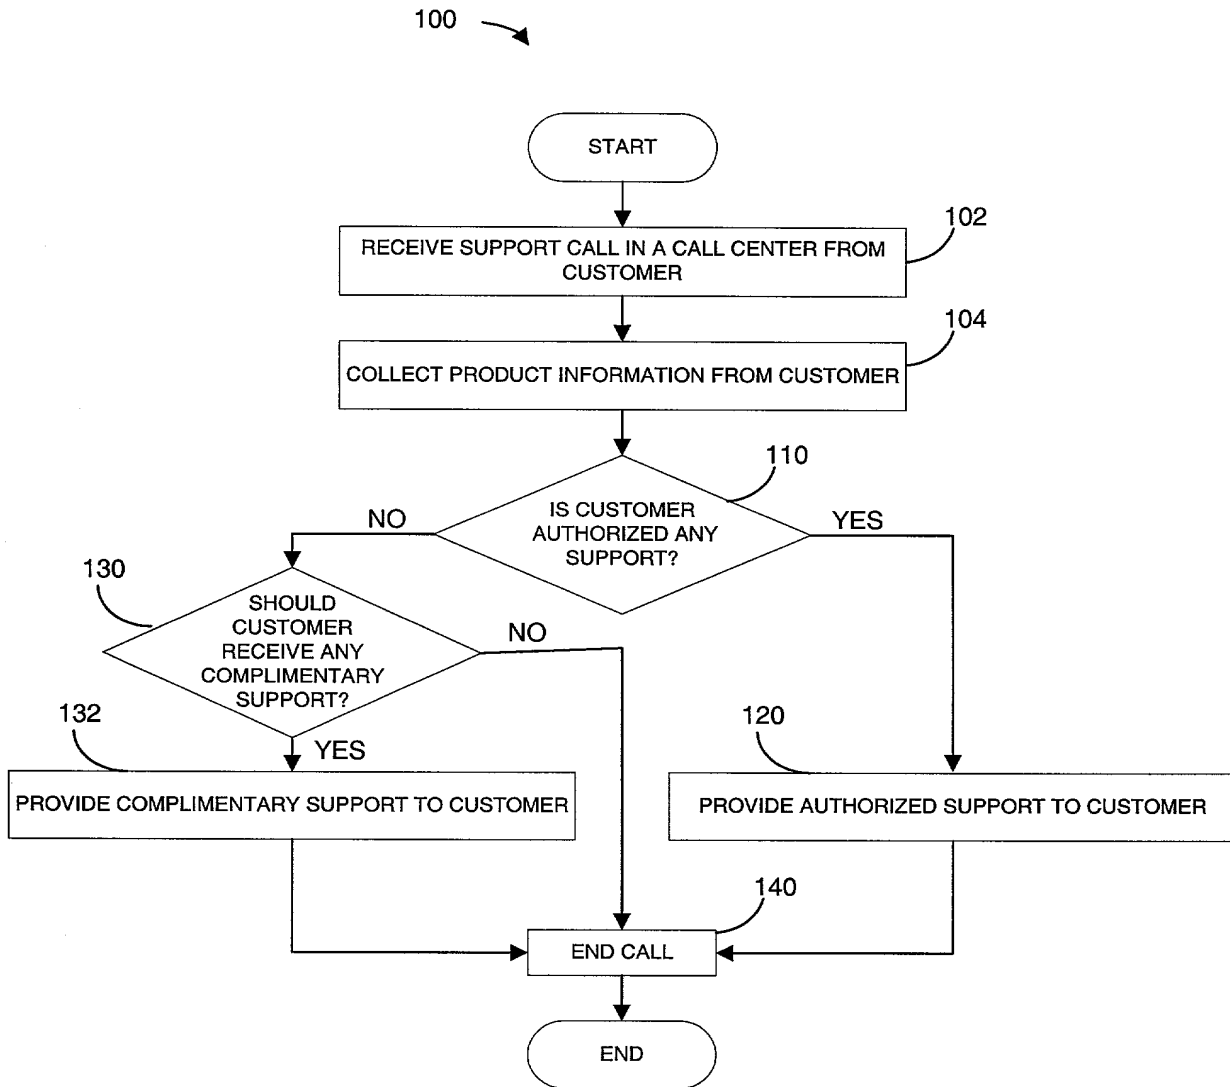 100
START
102
RECEIVE SUPPORT CALL IN A CALL CENTER FROM
CUSTOMER
104
COLLECT PRODUCT INFORMATION FROM CUSTOMER
110
IS CUSTOMER
AUTHORIZED ANY
SUPPORT?
NO
YES
130
SHOULD
CUSTOMER
RECEIVE ANY
COMPLIMENTARY
SUPPORT?
NO
YES
132
PROVIDE COMPLIMENTARY SUPPORT TO CUSTOMER
120
PROVIDE AUTHORIZED SUPPORT TO CUSTOMER
140
END CALL
END